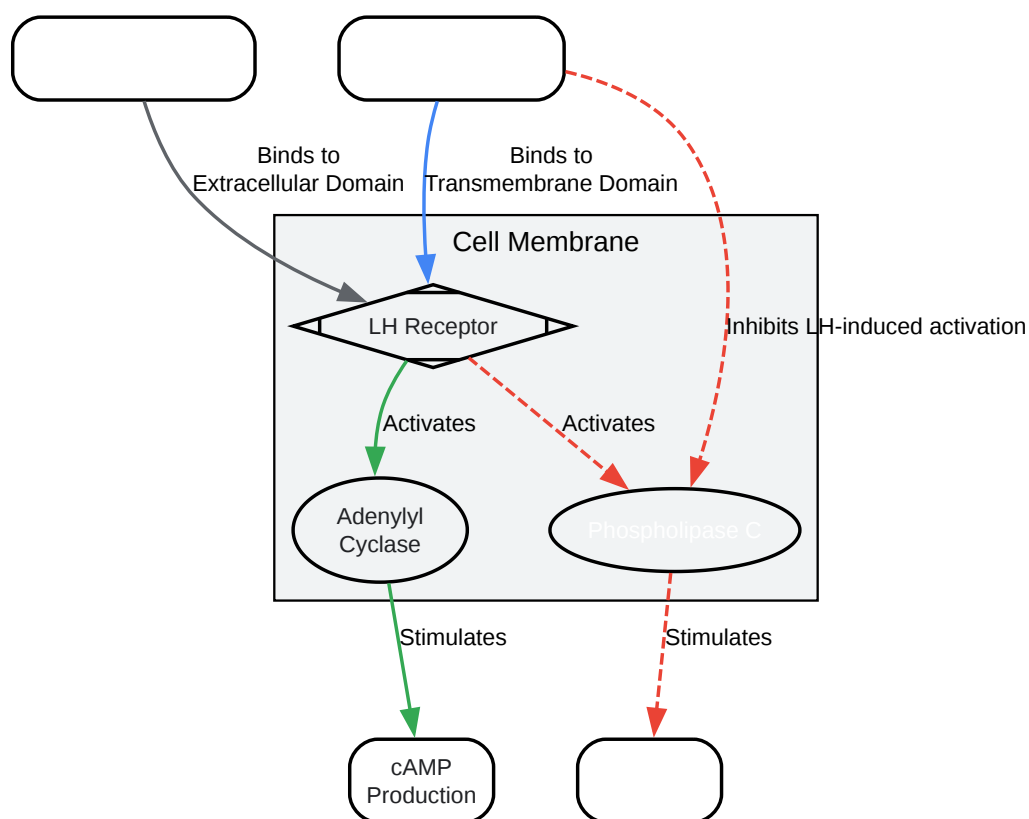 Binds to
Extracellular Domain
Binds to
Transmembrane Domain
Cell Membrane
LH Receptor
Inhibits LH-induced activation
Activates
Activates
Adenylyl
Cyclase
Phospholipase C
Stimulates
Stimulates
cAMP
Production